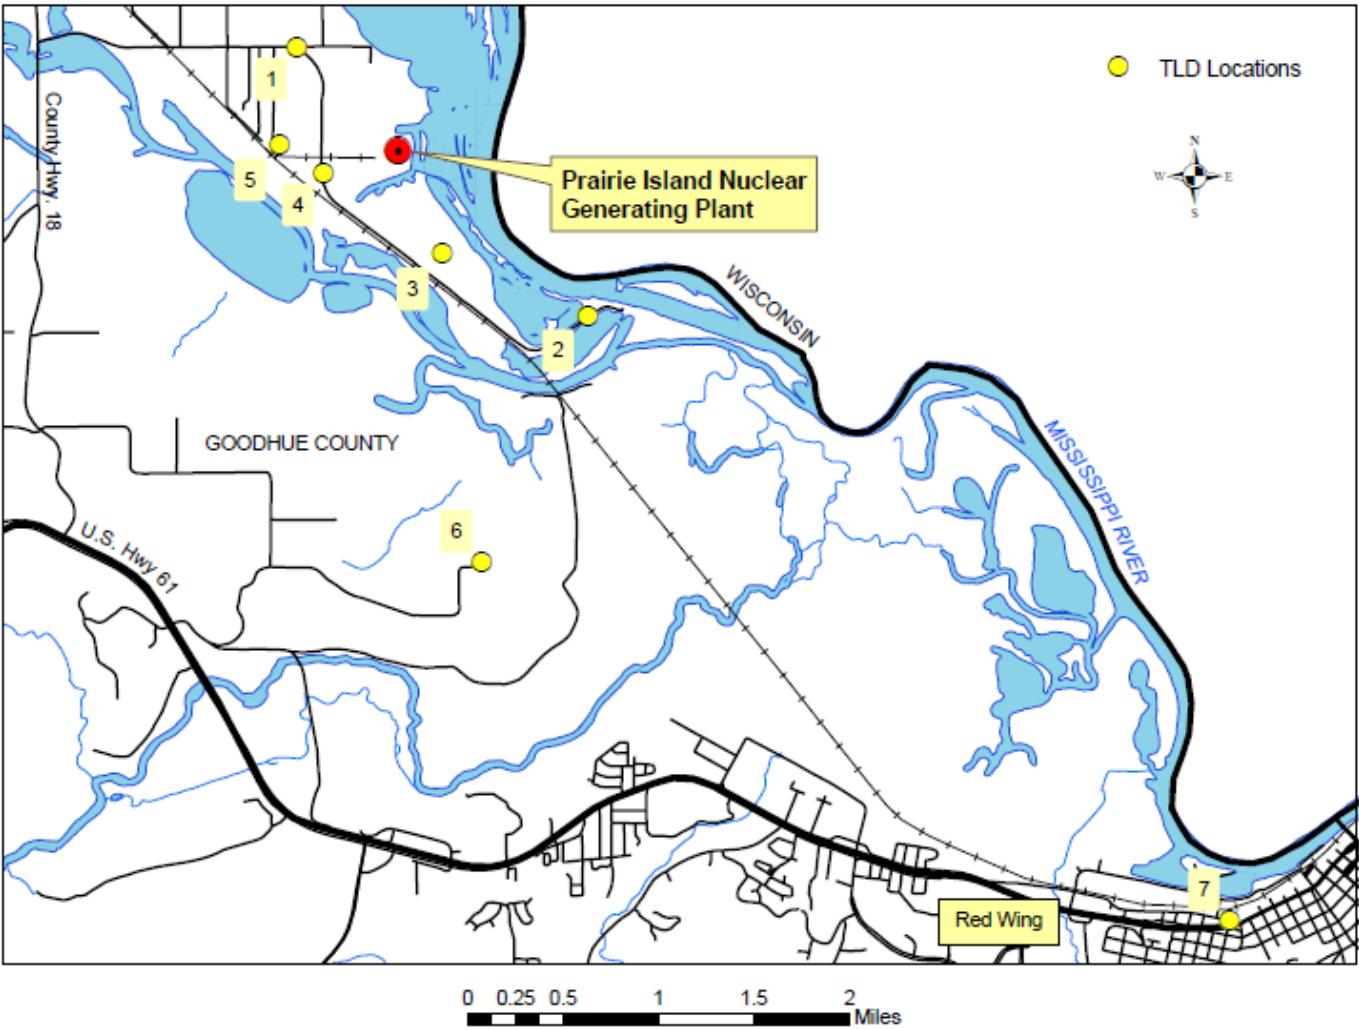 TLD Locations
N
W
E
S
County Hwy. 18
1
5
4
3
2
Prairie Island Nuclear
Generating Plant
WISCONSIN
MISSISSIPPI RIVER
GOODHUE COUNTY
6
U.S. Hwy 61
7
Red Wing
0 0.25 0.5 1 1.5 2
Miles